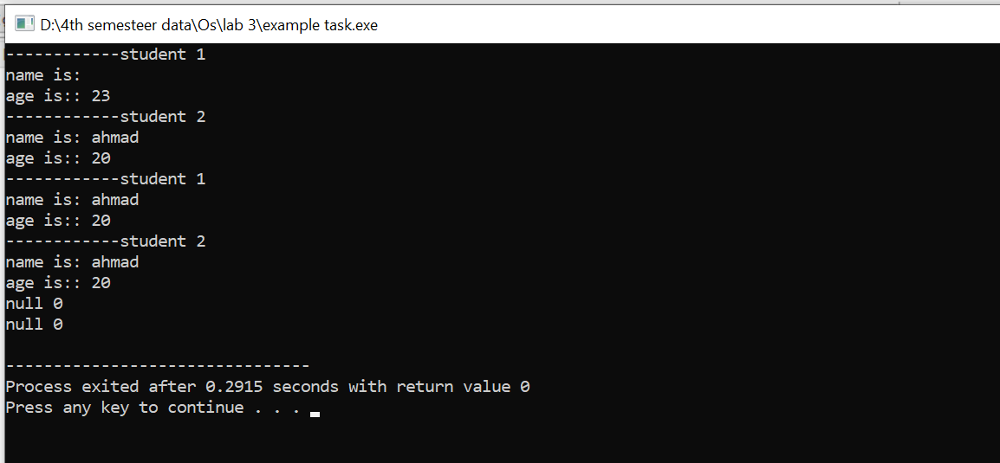 D:\4th semesteer data\Os\lab 3\example task.exe
------------student 1
name is:
age is:: 23
------------student 2
name is: ahmad
age is:: 20
------------student 1
name is: ahmad
age is:: 20
------------student 2
name is: ahmad
age is:: 20
null 0
null 0
--------------------------------
Process exited after 0.2915 seconds with return value 0
Press any key to continue . . .